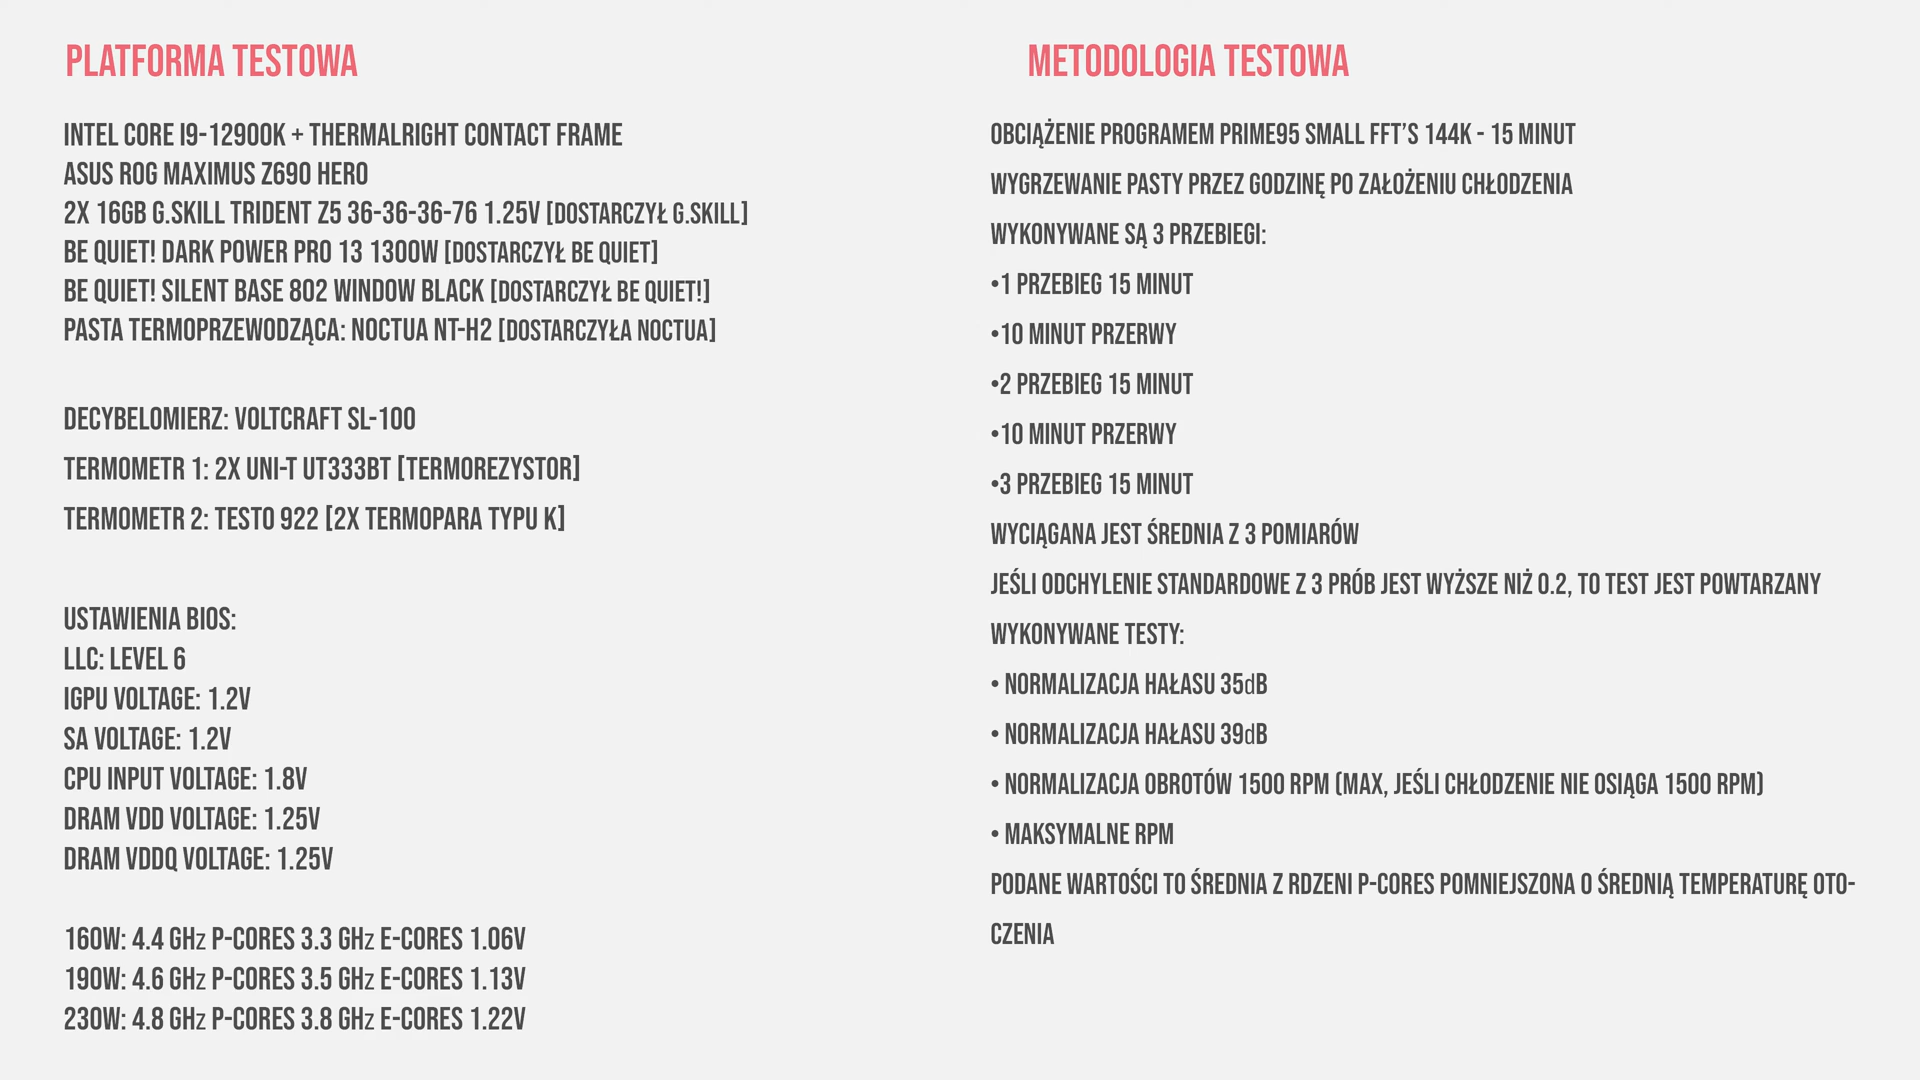 PLATFORMA TESTOWA
INTEL CORE I9-12900K + THERMALRIGHT CONTACT FRAME
ASUS ROG MAXIMUS Z690 HERO
2X 16GB G.SKILL TRIDENT Z5 36-36-36-76 1.25V [DOSTARCZYŁ G.SKILL]
BE QUIET! DARK POWER PRO 13 1300W [DOSTARCZYŁ BE QUIET]
BE QUIET! SILENT BASE 802 WINDOW BLACK [DOSTARCZYŁ BE QUIET!]
PASTA TERMOPRZEWODZĄCA: NOCTUA NT-H2 [DOSTARCZYŁA NOCTUA]
DECYBELOMIERZ: VOLTCRAFT SL-100
TERMOMETR 1: 2X UNI-T UT333BT [TERMOREZYSTOR]
TERMOMETR 2: TESTO 922 [2X TERMOPARA TYPU K]
USTAWIENIA BIOS:
LLC: LEVEL 6
IGPU VOLTAGE: 1.2V
SA VOLTAGE: 1.2V
CPU INPUT VOLTAGE: 1.8V
DRAM VDD VOLTAGE: 1.25V
DRAM VDDQ VOLTAGE: 1.25V
160W: 4.4 GHz P-CORES 3.3 GHz E-CORES 1.06V
190W: 4.6 GHz P-CORES 3.5 GHz E-CORES 1.13V
230W: 4.8 GHz P-CORES 3.8 GHz E-CORES 1.22V
METODOLOGIA TESTOWA
OBCIĄŻENIE PROGRAMEM PRIME95 SMALL FFT'S 144K - 15 MINUT
WYGRZEWANIE PASTY PRZEZ GODZINĘ PO ZAŁOŻENIU CHŁODZENIA
WYKONYWANE SĄ 3 PRZEBIEGI:
•1 PRZEBIEG 15 MINUT
•10 MINUT PRZERWY
•2 PRZEBIEG 15 MINUT
•10 MINUT PRZERWY
•3 PRZEBIEG 15 MINUT
WYCIĄGANA JEST ŚREDNIA Z 3 POMIARÓW
JEŚLI ODCHYLENIE STANDARDOWE Z 3 PRÓB JEST WYŻSZE NIŻ 0.2, TO TEST JEST POWTARZANY
WYKONYWANE TESTY:
• NORMALIZACJA HAŁASU 35dB
• NORMALIZACJA HAŁASU 39dB
• NORMALIZACJA OBROTÓW 1500 RPM (MAX, JEŚLI CHŁODZENIE NIE OSIĄGA 1500 RPM)
• MAKSYMALNE RPM
PODANE WARTOŚCI TO ŚREDNIA Z RDZENI P-CORES POMNIEJSZONA O ŚREDNIĄ TEMPERATURĘ OTO-
CZENIA